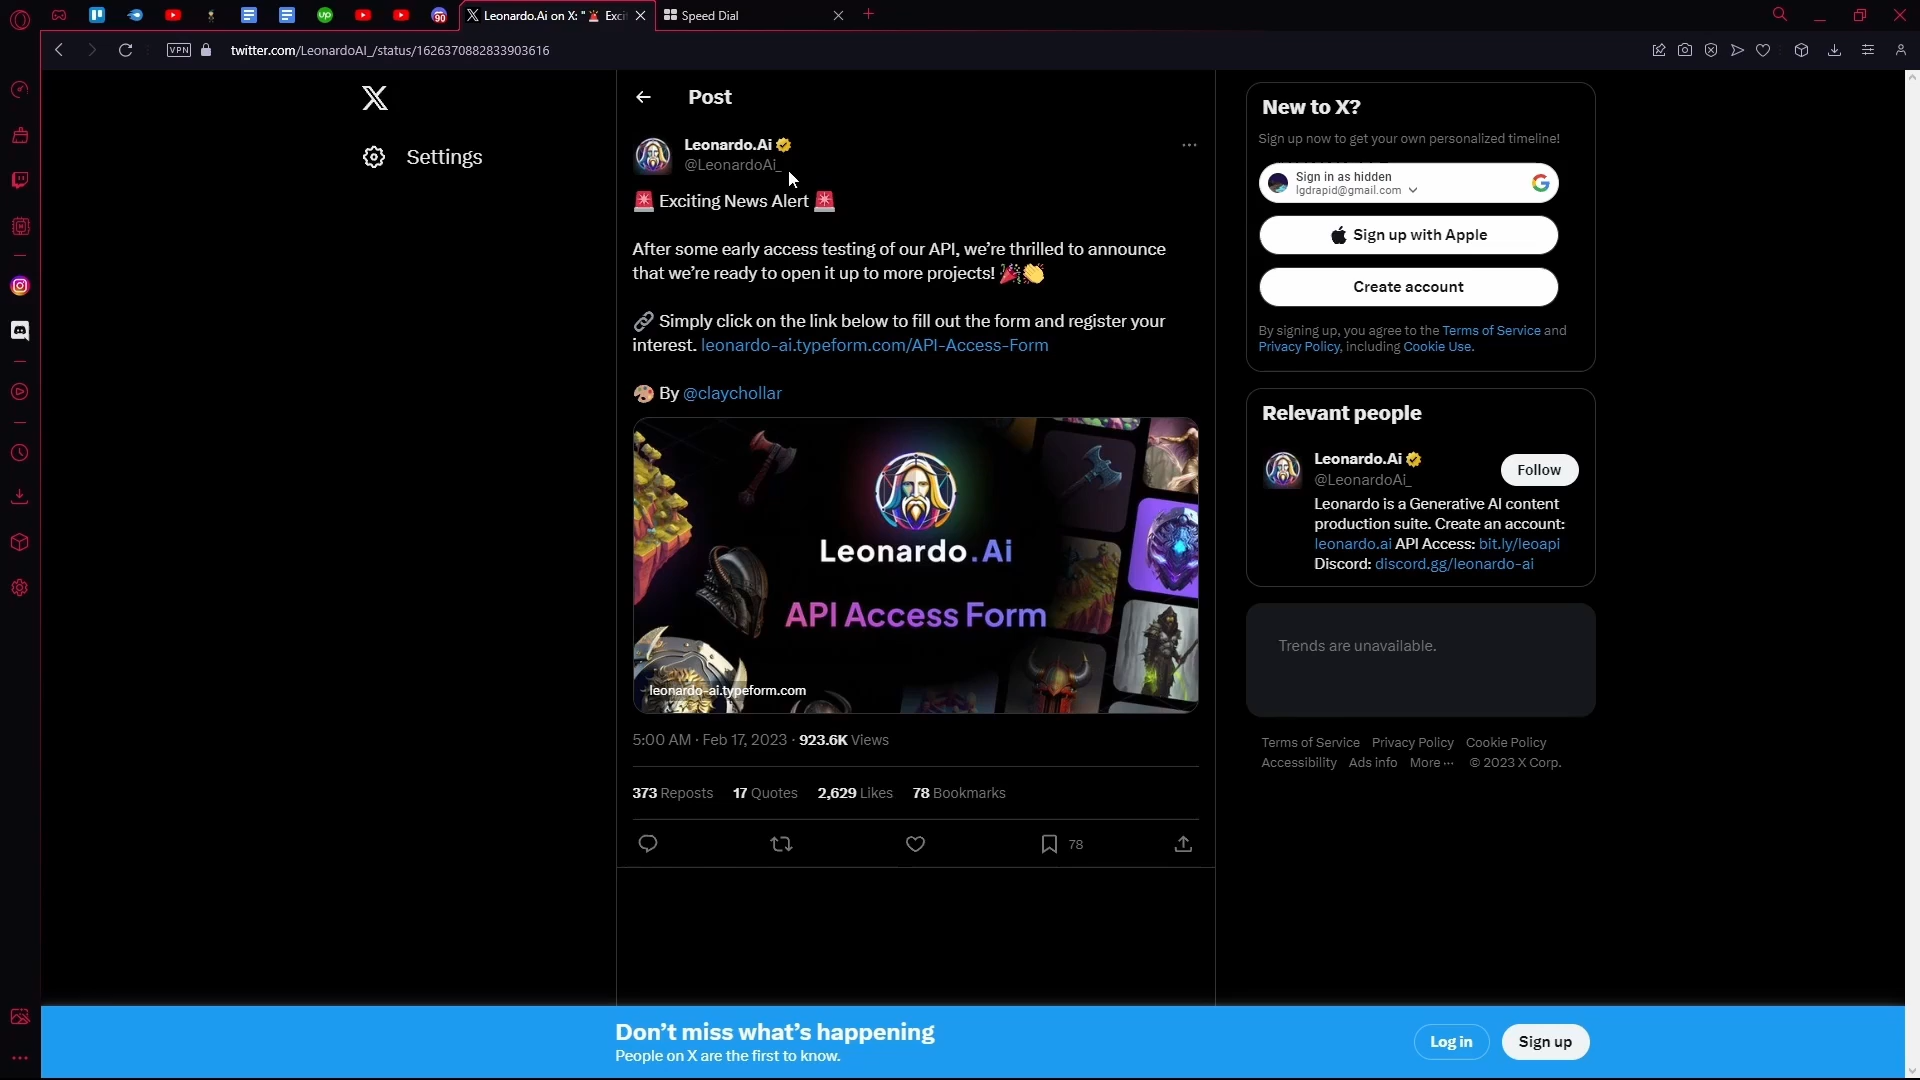 Leonardo.Ai on X: "🚨 Exci
Speed Dial
VPN
twitter.com/LeonardoAI_/status/1626370882833903616
Settings
Post
Leonardo.Ai
@LeonardoAi_
🚨 Exciting News Alert 🚨
After some early access testing of our API, we're thrilled to announce
that we're ready to open it up to more projects! 🎉👏
🔗 Simply click on the link below to fill out the form and register your
interest. leonardo-ai.typeform.com/API-Access-Form
🎨 By @claychollar
Leonardo.Ai
API Access Form
leonardo-ai.typeform.com
5:00 AM · Feb 17, 2023 · 923.6K Views
373 Reposts 17 Quotes 2,629 Likes 78 Bookmarks
78
New to X?
Sign up now to get your own personalized timeline!
Sign in as hidden
lgdrapid@gmail.com
Sign up with Apple
Create account
By signing up, you agree to the Terms of Service and
Privacy Policy, including Cookie Use.
Relevant people
Leonardo.Ai
@LeonardoAi_
Follow
Leonardo is a Generative AI content
production suite. Create an account:
leonardo.ai API Access: bit.ly/leoapi
Discord: discord.gg/leonardo-ai
Trends are unavailable.
Terms of Service Privacy Policy Cookie Policy
Accessibility Ads info More ··· © 2023 X Corp.
Don't miss what's happening
People on X are the first to know.
Log in
Sign up